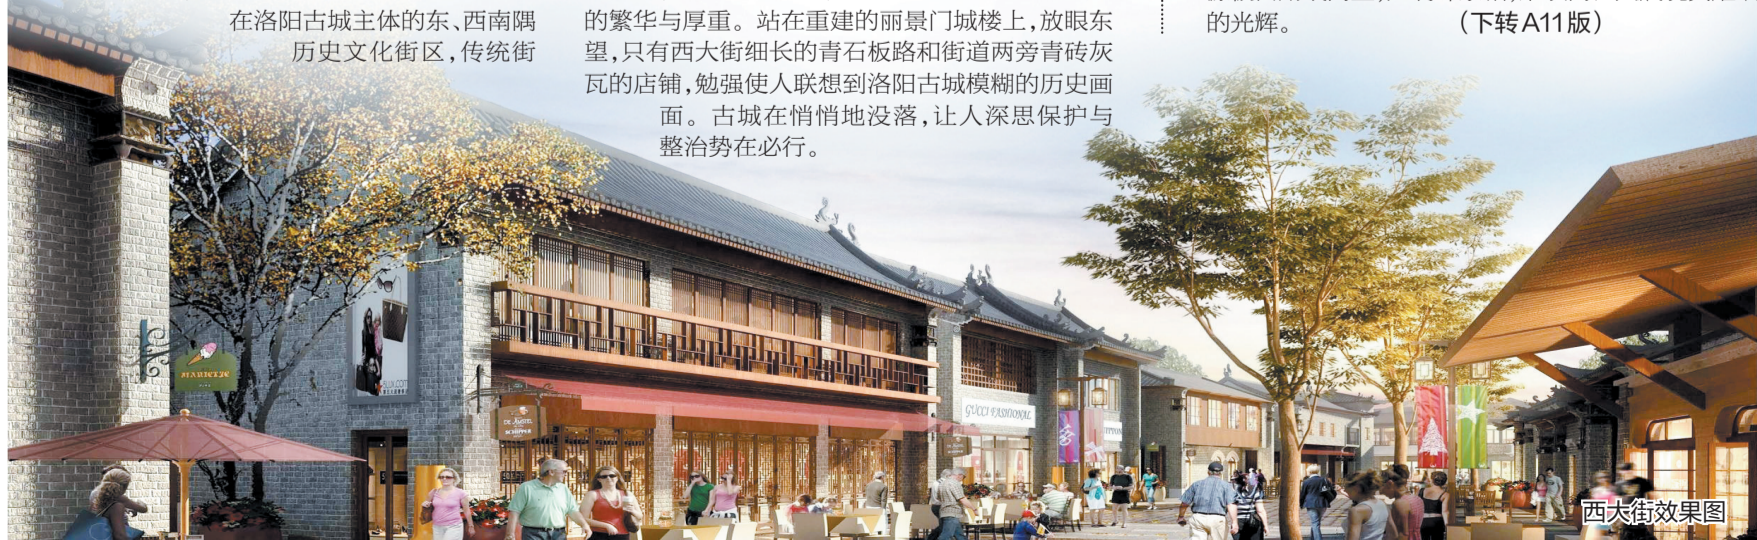 在洛阳古城主体的东、西南隅
历史文化街区，传统街
的繁华与厚重。站在重建的丽景门城楼上，放眼东
望，只有西大街细长的青石板路和街道两旁青砖灰
瓦的店铺，勉强使人联想到洛阳古城模糊的历史画
面。古城在悄悄地没落，让人深思保护与
整治势在必行。
的光辉。
（下转A11版）
GUCCI FASHIONAL
DE AMSTEL
SCHIPPER
西大街效果图